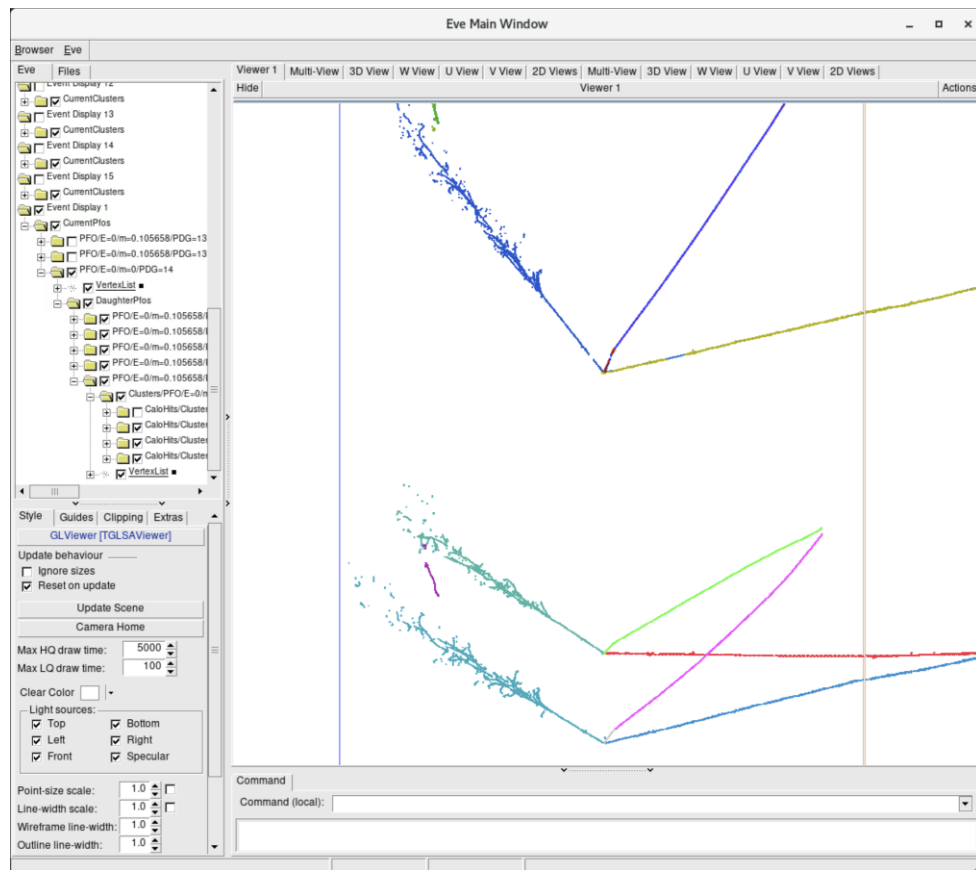 Eve Main Window
Browser Eve
Eve Files
Event Display 12
CurrentClusters
Event Display 13
CurrentClusters
Event Display 14
CurrentClusters
Event Display 15
CurrentClusters
Event Display 1
CurrentPfos
PFO/E=0/m=0.105658/PDG=13
PFO/E=0/m=0.105658/PDG=13
PFO/E=0/m=0/PDG=14
VertexList
DaughterPfos
PFO/E=0/m=0.105658/
PFO/E=0/m=0.105658/
PFO/E=0/m=0.105658/
PFO/E=0/m=0.105658/
PFO/E=0/m=0.105658/
Clusters/PFO/E=0/m
CaloHits/Cluster
CaloHits/Cluster
CaloHits/Cluster
CaloHits/Cluster
VertexList
Style Guides Clipping Extras
GLViewer [TGLSAViewer]
Update behaviour
Ignore sizes
Reset on update
Update Scene
Camera Home
Max HQ draw time: 5000
Max LQ draw time: 100
Clear Color
Light sources:
Top Bottom
Left Right
Front Specular
Point-size scale: 1.0
Line-width scale: 1.0
Wireframe line-width: 1.0
Outline line-width: 1.0
Viewer 1 Multi-View 3D View W View U View V View 2D Views Multi-View 3D View W View U View V View 2D Views
Hide Viewer 1 Actions
Command
Command (local):